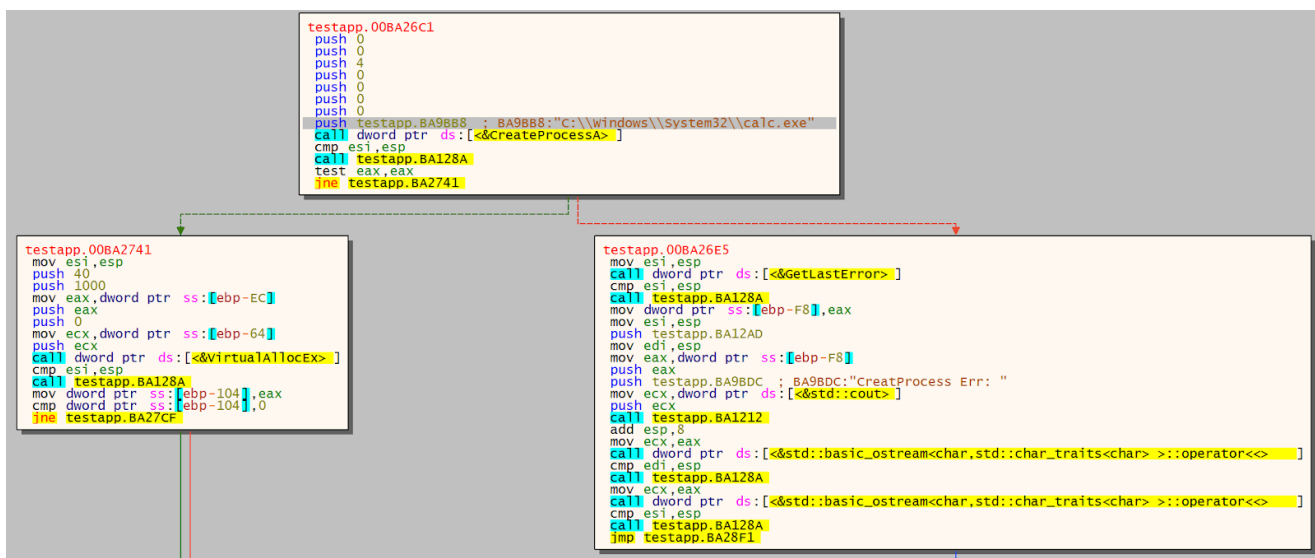 testapp.00BA26C1
push 0
push 0
push 4
push 0
push 0
push 0
push 0
push testapp.BA9BB8 ; BA9BB8:"C:\\Windows\\System32\\calc.exe"
call dword ptr ds:[<&CreateProcessA>]
cmp esi,esp
call testapp.BA128A
test eax,eax
jne testapp.BA2741
testapp.00BA2741
mov esi,esp
push 40
push 1000
mov eax,dword ptr ss:[ebp-EC]
push eax
push 0
mov ecx,dword ptr ss:[ebp-64]
push ecx
call dword ptr ds:[<&VirtualAllocEx>]
cmp esi,esp
call testapp.BA128A
mov dword ptr ss:[ebp-104],eax
cmp dword ptr ss:[ebp-104],0
jne testapp.BA27CF
testapp.00BA26E5
mov esi,esp
call dword ptr ds:[<&GetLastError>]
cmp esi,esp
call testapp.BA128A
mov dword ptr ss:[ebp-F8],eax
mov esi,esp
push testapp.BA12AD
mov edi,esp
mov eax,dword ptr ss:[ebp-F8]
push eax
push testapp.BA9BDC ; BA9BDC:"CreatProcess Err: "
mov ecx,dword ptr ds:[<&std::cout>]
push ecx
call testapp.BA1212
add esp,8
mov ecx,eax
call dword ptr ds:[<&std::basic_ostream<char,std::char_traits<char> >::operator<<> ]
cmp edi,esp
call testapp.BA128A
mov ecx,eax
call dword ptr ds:[<&std::basic_ostream<char,std::char_traits<char> >::operator<<> ]
cmp esi,esp
call testapp.BA128A
jmp testapp.BA28F1